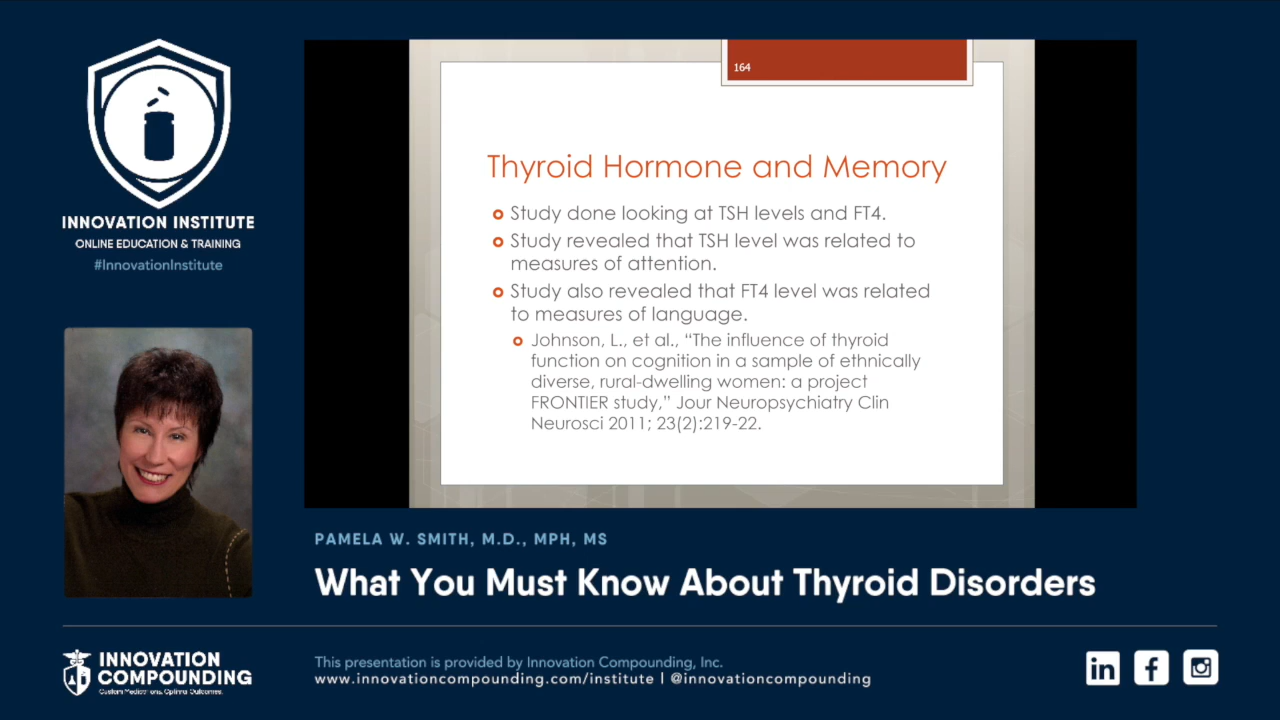 INNOVATION INSTITUTE
ONLINE EDUCATION & TRAINING
#InnovationInstitute
164
Thyroid Hormone and Memory
Study done looking at TSH levels and FT4.
Study revealed that TSH level was related to
measures of attention.
Study also revealed that FT4 level was related
to measures of language.
Johnson, L., et al., “The influence of thyroid
function on cognition in a sample of ethnically
diverse, rural-dwelling women: a project
FRONTIER study,” Jour Neuropsychiatry Clin
Neurosci 2011; 23(2):219-22.
PAMELA W. SMITH, M.D., MPH, MS
What You Must Know About Thyroid Disorders
INNOVATION
COMPOUNDING
Custom Medications. Optimal Outcomes.
This presentation is provided by Innovation Compounding, Inc.
www.innovationcompounding.com/institute | @innovationcompounding
in
f